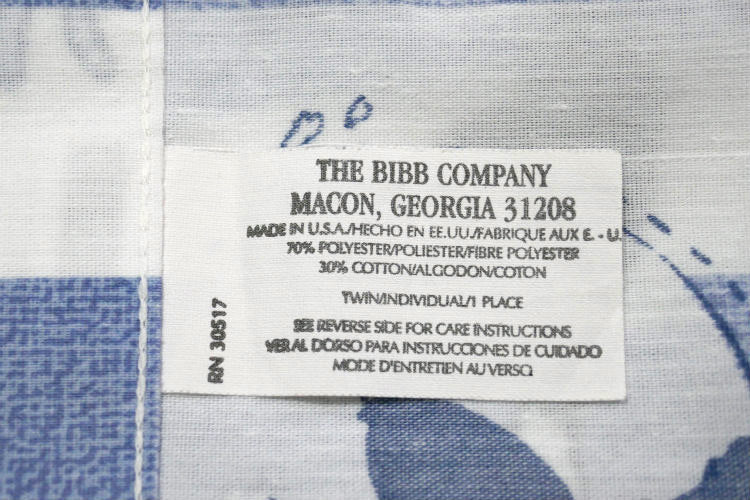 THE BIBB COMPANY
MACON, GEORGIA 31208
MADE IN U.S.A./HECHO EN EE.UU./FABRIQUE AUX E. - U.
70% POLYESTER/POLIESTER/FIBRE POLYESTER
30% COTTON/ALGODON/COTON
TWIN/INDIVIDUAL/1 PLACE
SEE REVERSE SIDE FOR CARE INSTRUCTIONS
VER AL DORSO PARA INSTRUCCIONES DE CUIDADO
MODE D'ENTRETIEN AU VERSO
RN 30517